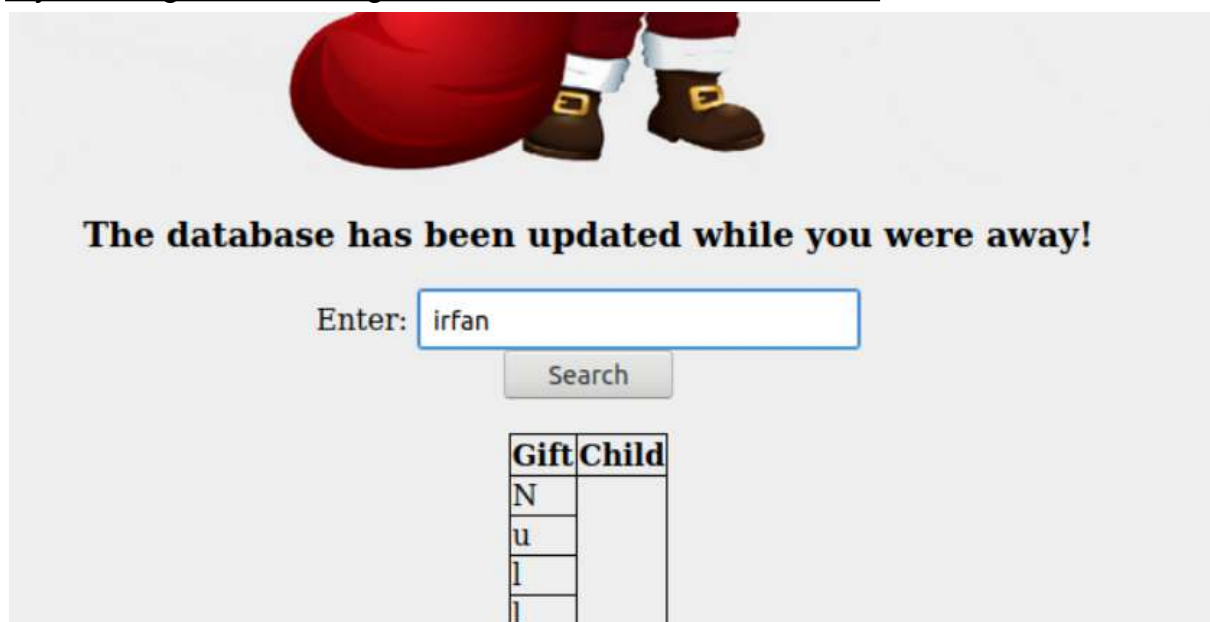 The database has been updated while you were away!
Enter: irfan
Search
Gift Child
N
u
l
l